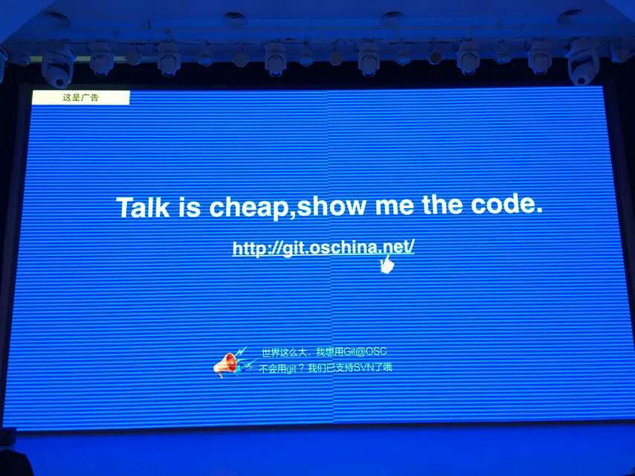 这是广告
Talk is cheap,show me the code.
http://git.oschina.net/
世界这么大，我想用Git@OSC
不会用git？我们已支持SVN了哦